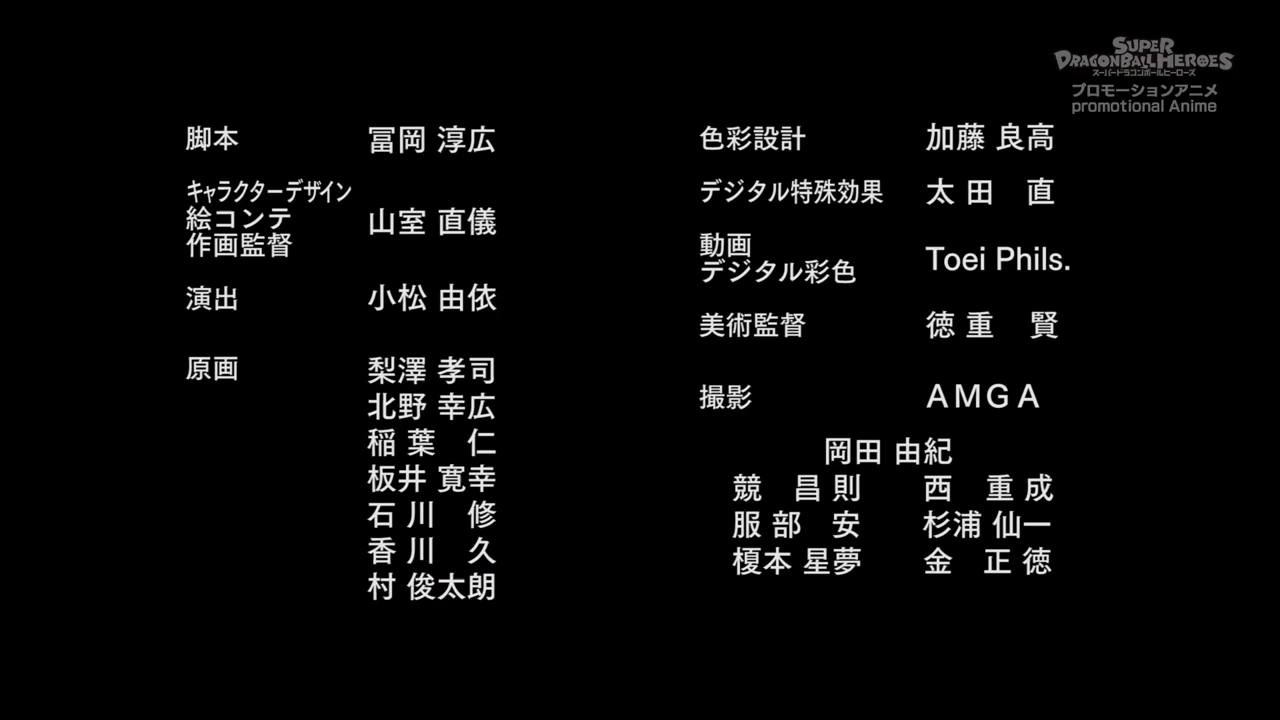 SUPER
DRAGONBALL HEROES
スーパードラゴンボールヒーローズ
プロモーションアニメ
promotional Anime
脚本 冨岡 淳広
キャラクターデザイン
絵コンテ
作画監督
山室 直儀
演出 小松 由依
原画 梨澤 孝司
北野 幸広
稲葉 仁
板井 寛幸
石川 修
香川 久
村 俊太朗
色彩設計 加藤 良高
デジタル特殊効果 太田 直
動画
デジタル彩色
Toei Phils.
美術監督 徳重 賢
撮影 AMGA
岡田 由紀
競 昌則 西 重成
服部 安 杉浦 仙一
榎本 星夢 金 正徳